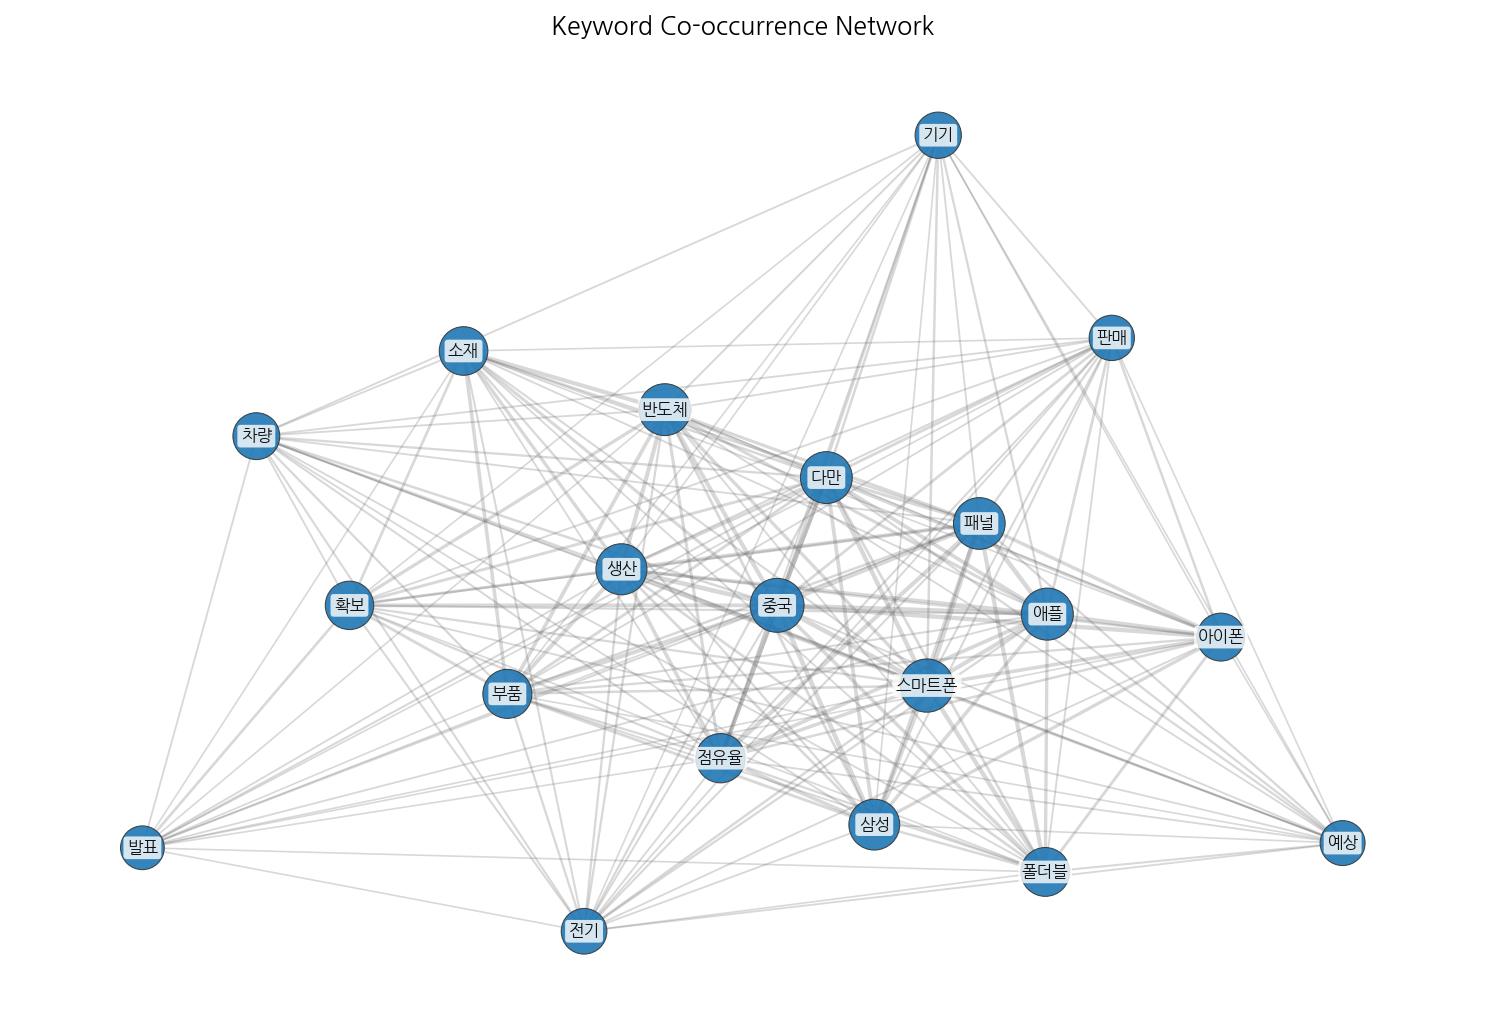 Keyword Co-occurrence Network
기기
판매
소재
반도체
차량
다만
패널
생산
중국
확보
애플
아이폰
스마트폰
부품
점유율
삼성
예상
발표
폴더블
전기